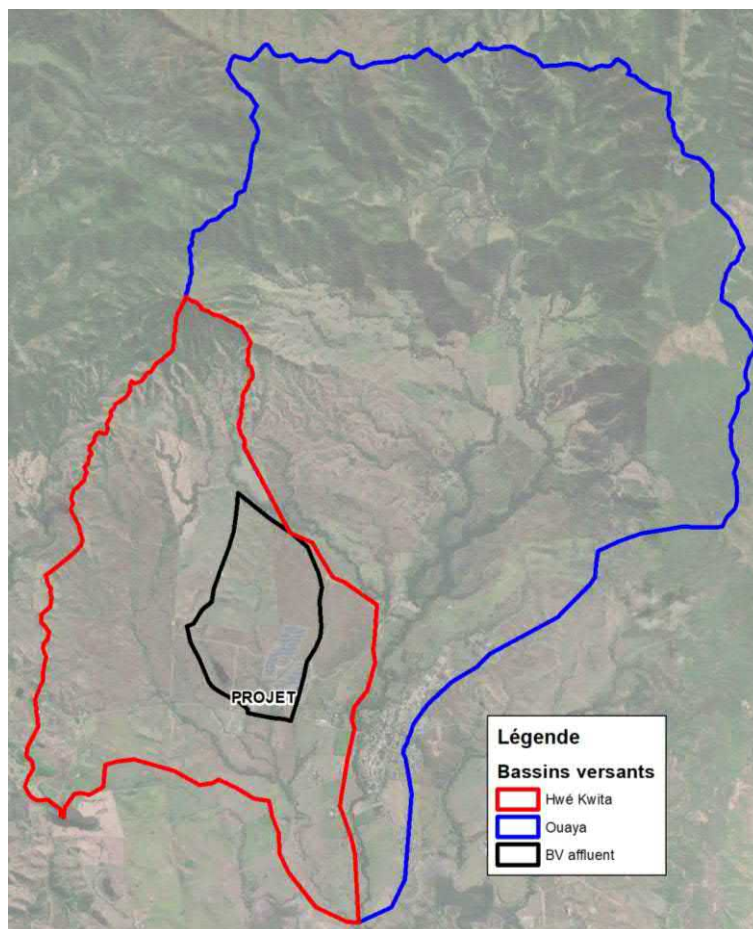 PROJET
Légende
Bassins versants
Hwé Kwita
Ouaya
BV affluent